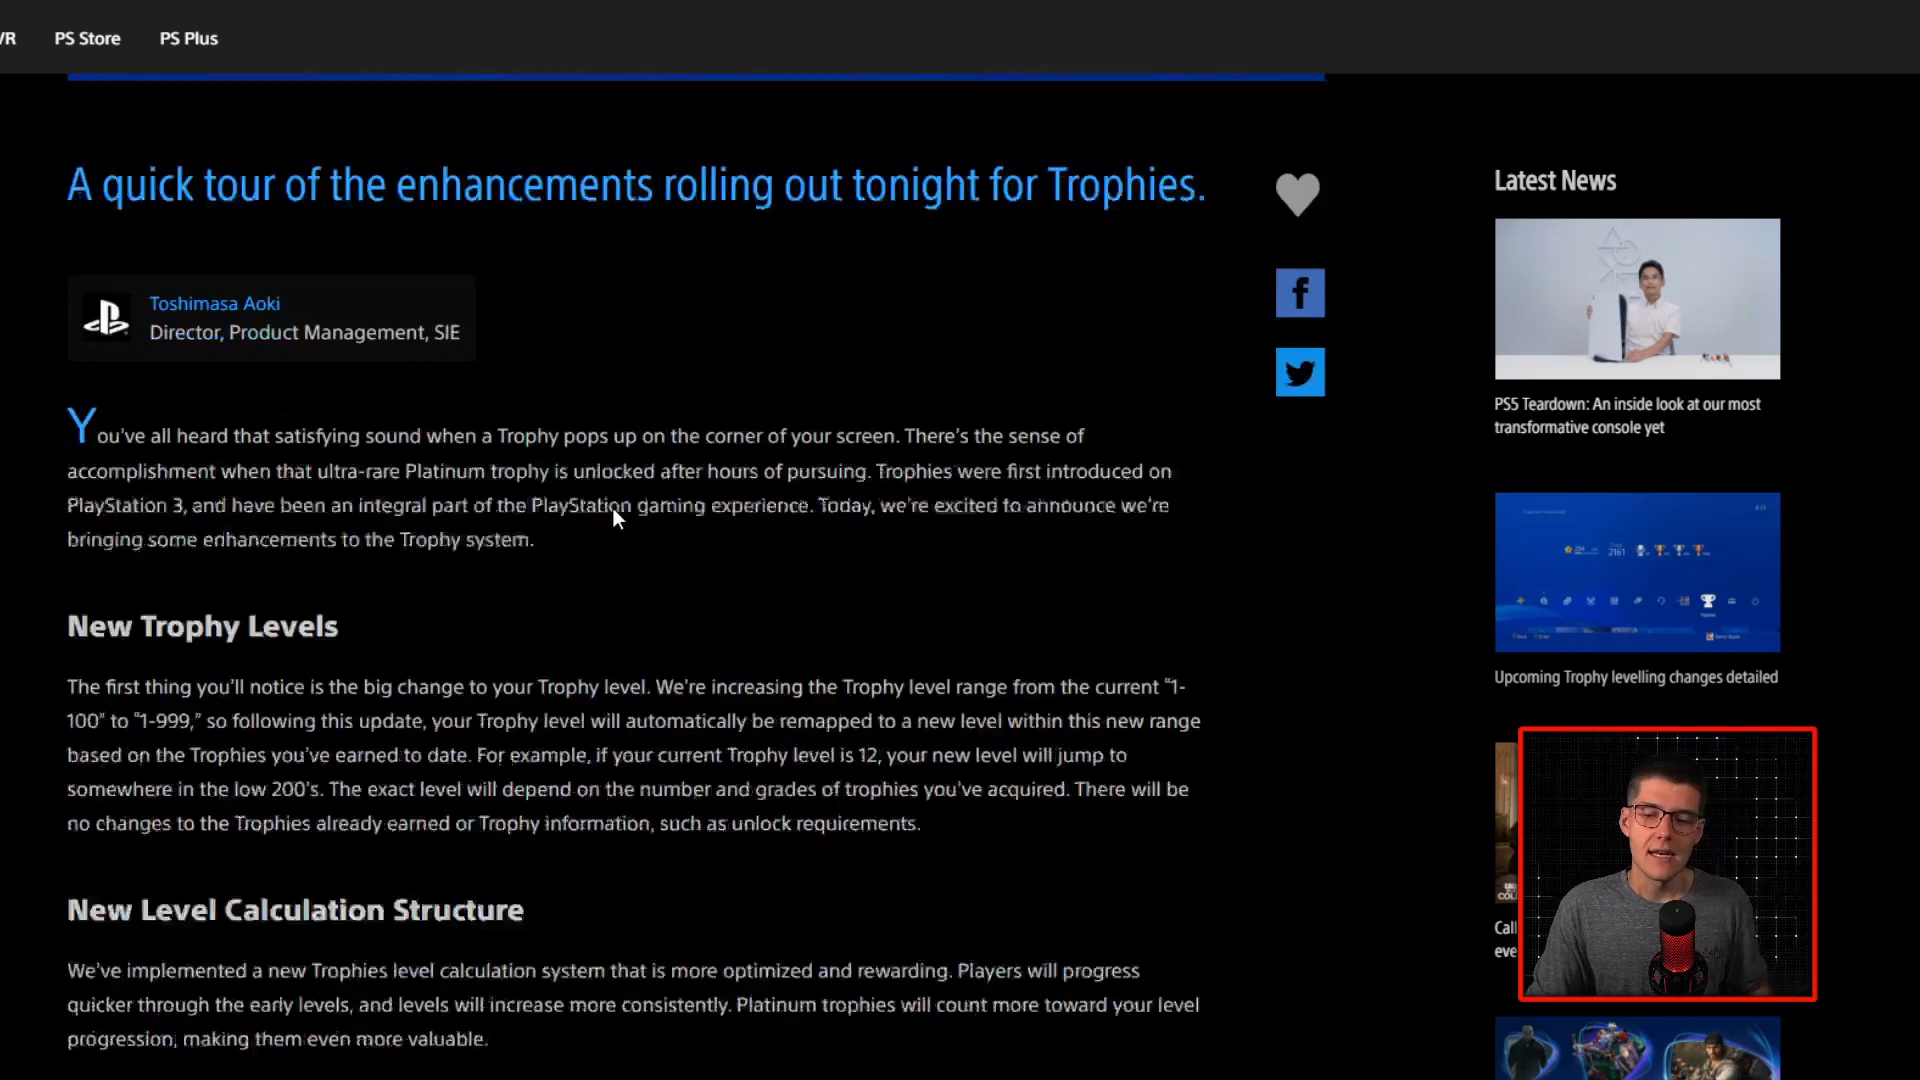 VR PS Store PS Plus
A quick tour of the enhancements rolling out tonight for Trophies.
Toshimasa Aoki
Director, Product Management, SIE
You've all heard that satisfying sound when a Trophy pops up on the corner of your screen. There's the sense of
accomplishment when that ultra-rare Platinum trophy is unlocked after hours of pursuing. Trophies were first introduced on
PlayStation 3, and have been an integral part of the PlayStation gaming experience. Today, we're excited to announce we're
bringing some enhancements to the Trophy system.
New Trophy Levels
The first thing you'll notice is the big change to your Trophy level. We're increasing the Trophy level range from the current “1-
100” to “1-999,” so following this update, your Trophy level will automatically be remapped to a new level within this new range
based on the Trophies you've earned to date. For example, if your current Trophy level is 12, your new level will jump to
somewhere in the low 200's. The exact level will depend on the number and grades of trophies you've acquired. There will be
no changes to the Trophies already earned or Trophy information, such as unlock requirements.
New Level Calculation Structure
We've implemented a new Trophies level calculation system that is more optimized and rewarding. Players will progress
quicker through the early levels, and levels will increase more consistently. Platinum trophies will count more toward your level
progression, making them even more valuable.
Latest News
PS5 Teardown: An inside look at our most
transformative console yet
2161
Upcoming Trophy levelling changes detailed
Call
eve